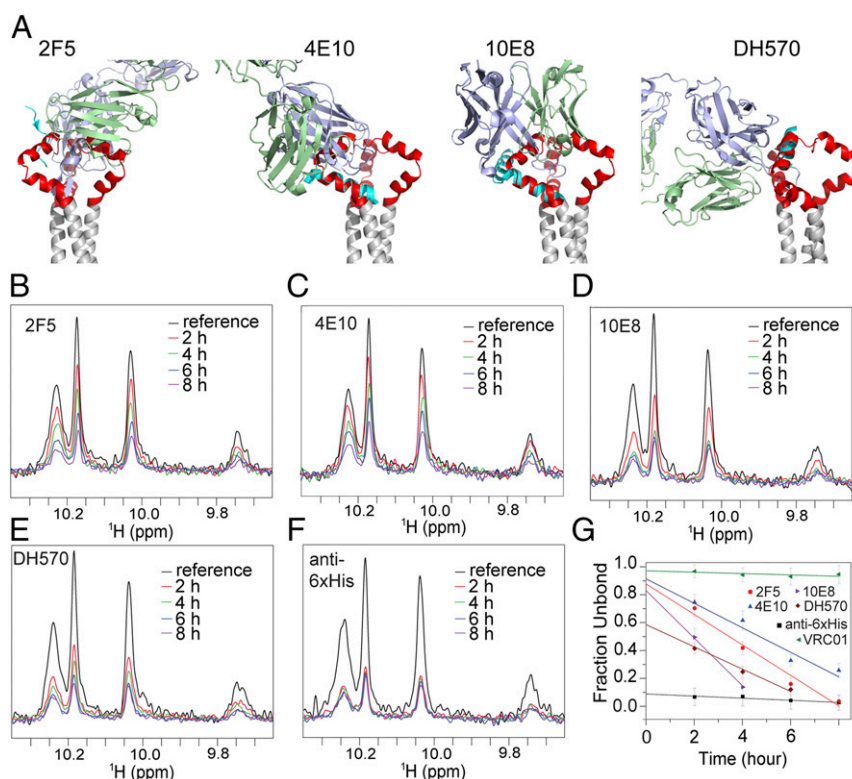 A
2F5
4E10
10E8
DH570
B
2F5
reference
2 h
4 h
6 h
8 h
10.2
10.0
9.8
¹H (ppm)
C
4E10
reference
2 h
4 h
6 h
8 h
10.2
10.0
9.8
¹H (ppm)
D
10E8
reference
2 h
4 h
6 h
8 h
10.2
10.0
9.8
¹H (ppm)
E
DH570
reference
2 h
4 h
6 h
8 h
10.2
10.0
9.8
¹H (ppm)
F
anti-
6xHis
reference
2 h
4 h
6 h
8 h
10.2
10.0
9.8
¹H (ppm)
G
Fraction Unbond
1.0
0.8
0.6
0.4
0.2
0.0
2F5
10E8
4E10
DH570
anti-6xHis
VRC01
0
2
4
6
8
Time (hour)